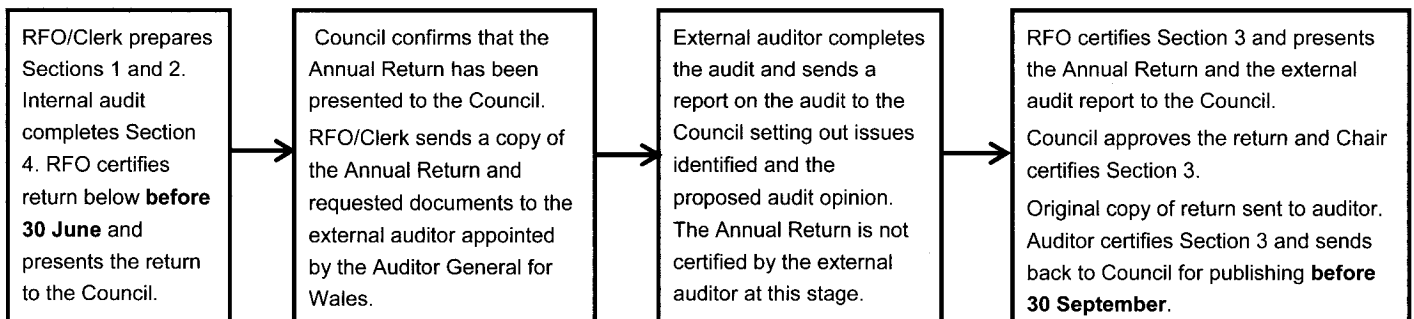 RFO/Clerk prepares
Sections 1 and 2.
Internal audit
completes Section
4. RFO certifies
return below before
30 June and
presents the return
to the Council.
Council confirms that the
Annual Return has been
presented to the Council.
RFO/Clerk sends a copy of
the Annual Return and
requested documents to the
external auditor appointed
by the Auditor General for
Wales.
External auditor completes
the audit and sends a
report on the audit to the
Council setting out issues
identified and the
proposed audit opinion.
The Annual Return is not
certified by the external
auditor at this stage.
RFO certifies Section 3 and presents
the Annual Return and the external
audit report to the Council.
Council approves the return and Chair
certifies Section 3.
Original copy of return sent to auditor.
Auditor certifies Section 3 and sends
back to Council for publishing before
30 September.